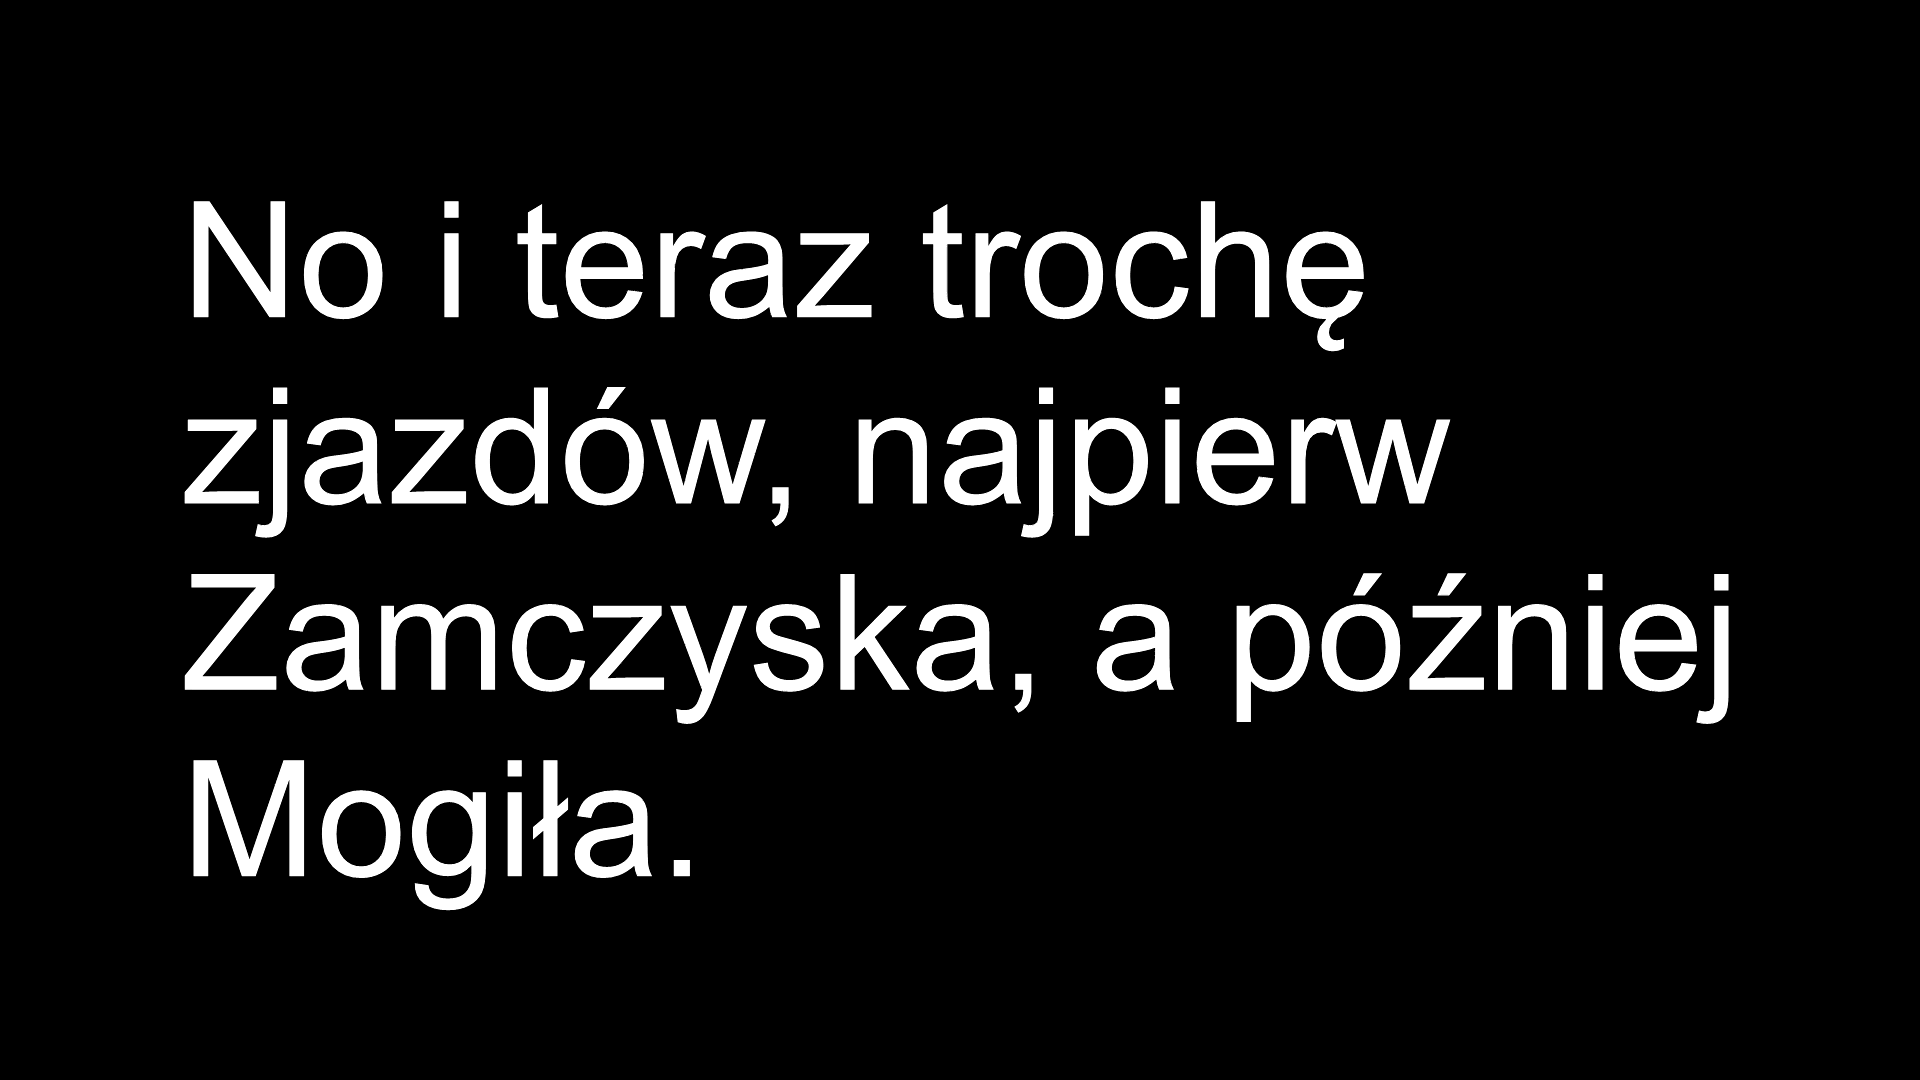 No i teraz trochę
zjazdów, najpierw
Zamczyska, a później
Mogiła.